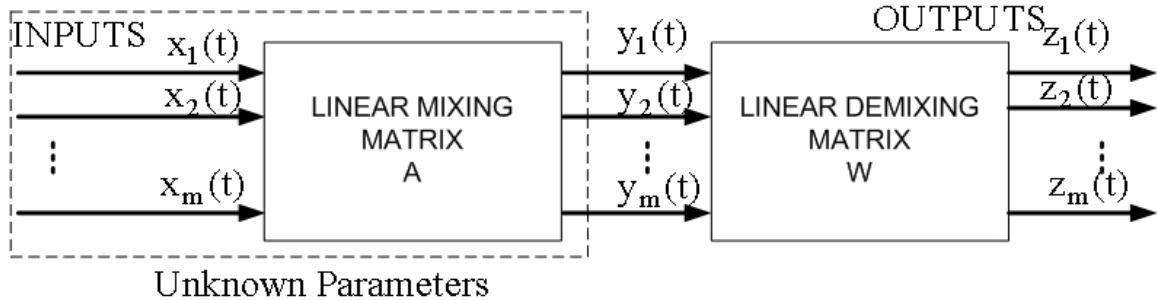 INPUTS
x₁(t)
x₂(t)
⋮
xₘ(t)
LINEAR MIXING
MATRIX
A
y₁(t)
y₂(t)
⋮
yₘ(t)
LINEAR DEMIXING
MATRIX
W
OUTPUTS
z₁(t)
z₂(t)
⋮
zₘ(t)
Unknown Parameters